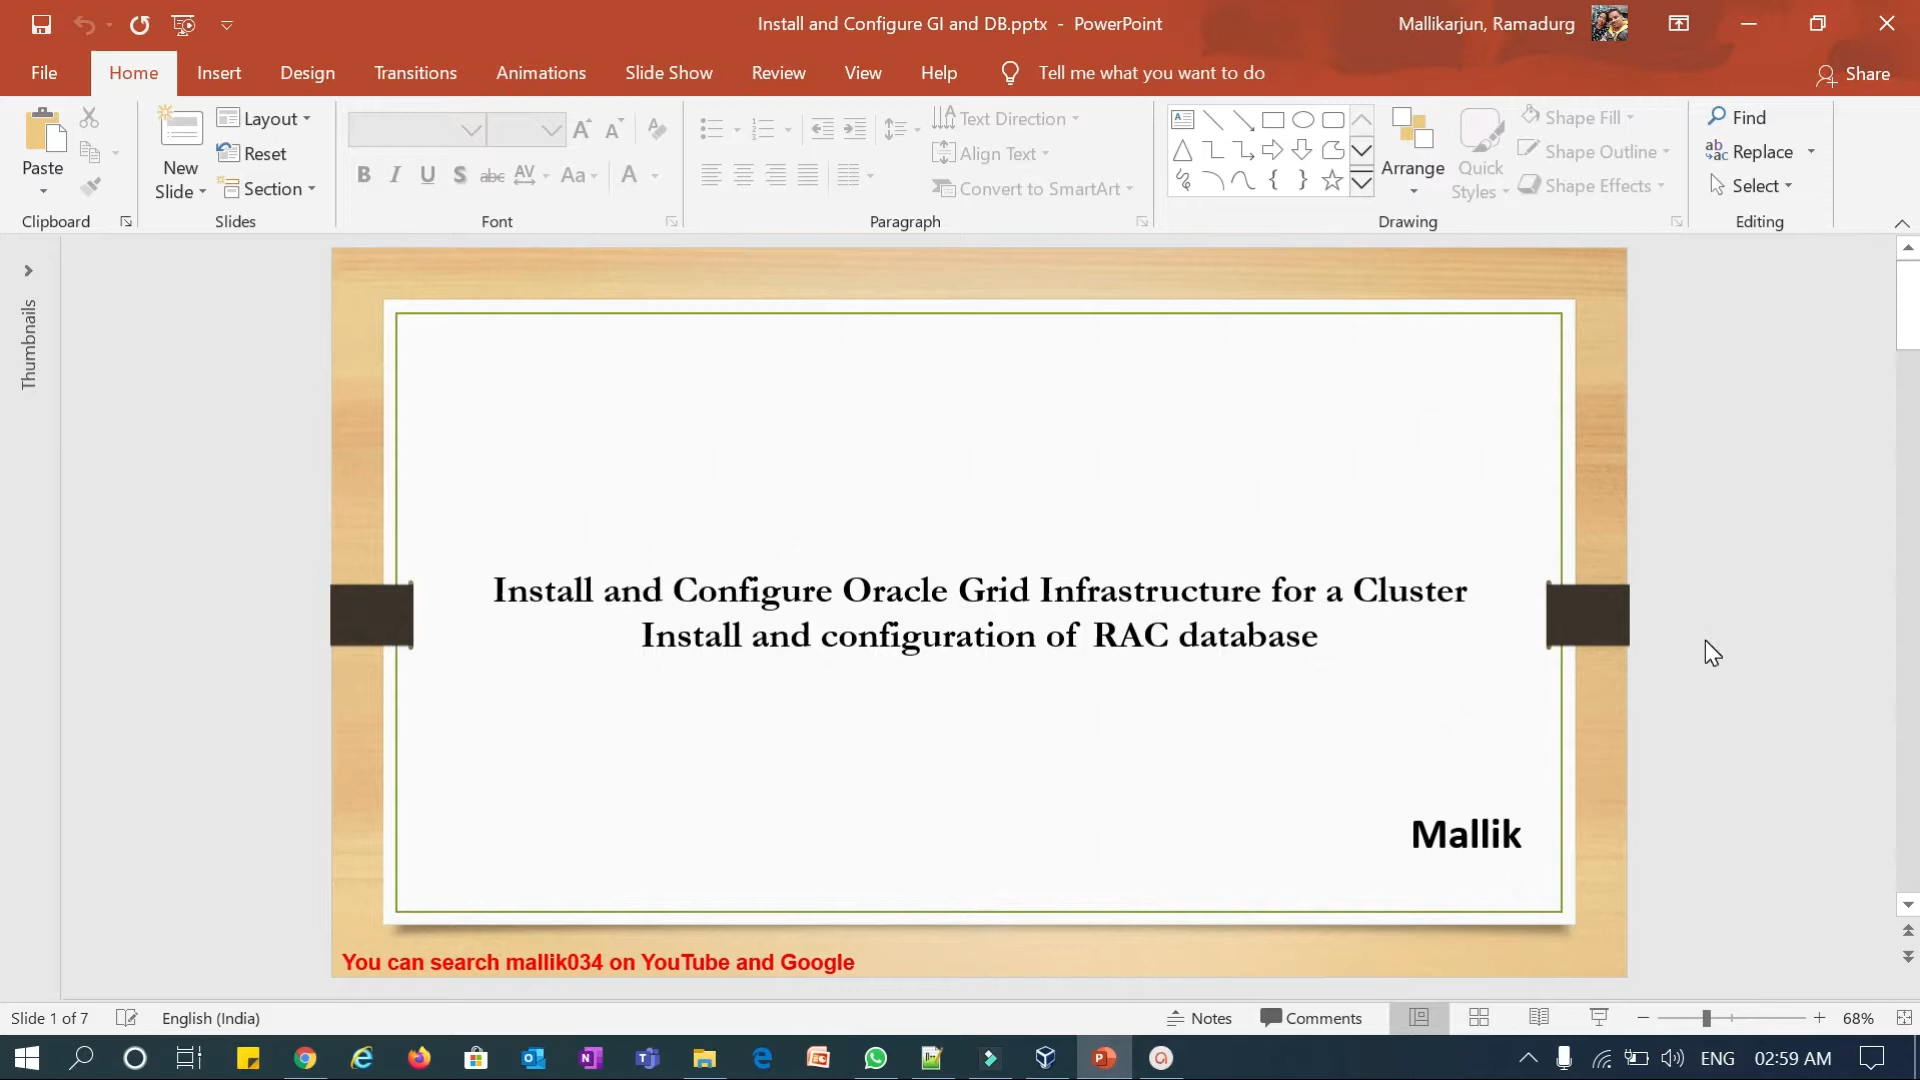 Install and Configure GI and DB.pptx - PowerPoint
Mallikarjun, Ramadurg
File Home Insert Design Transitions Animations Slide Show Review View Help Tell me what you want to do Share
Paste
Clipboard
New Slide
Layout
Reset
Section
Slides
B I U S abc AV Aa A
Font
Text Direction
Align Text
Convert to SmartArt
Paragraph
Arrange
Quick Styles
Shape Fill
Shape Outline
Shape Effects
Drawing
Find
Replace
Select
Editing
Thumbnails
Install and Configure Oracle Grid Infrastructure for a Cluster
Install and configuration of RAC database
Mallik
You can search mallik034 on YouTube and Google
Slide 1 of 7 English (India) Notes Comments 68%
ENG 02:59 AM